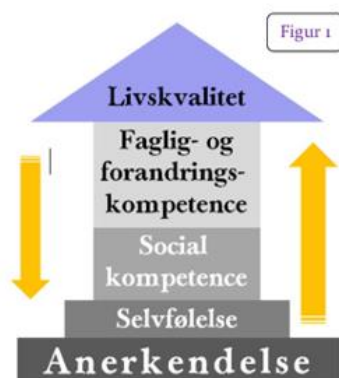 Figur 1
Livskvalitet
Faglig- og
forandrings-
kompetence
Social
kompetence
Selvfølelse
Anerkendelse